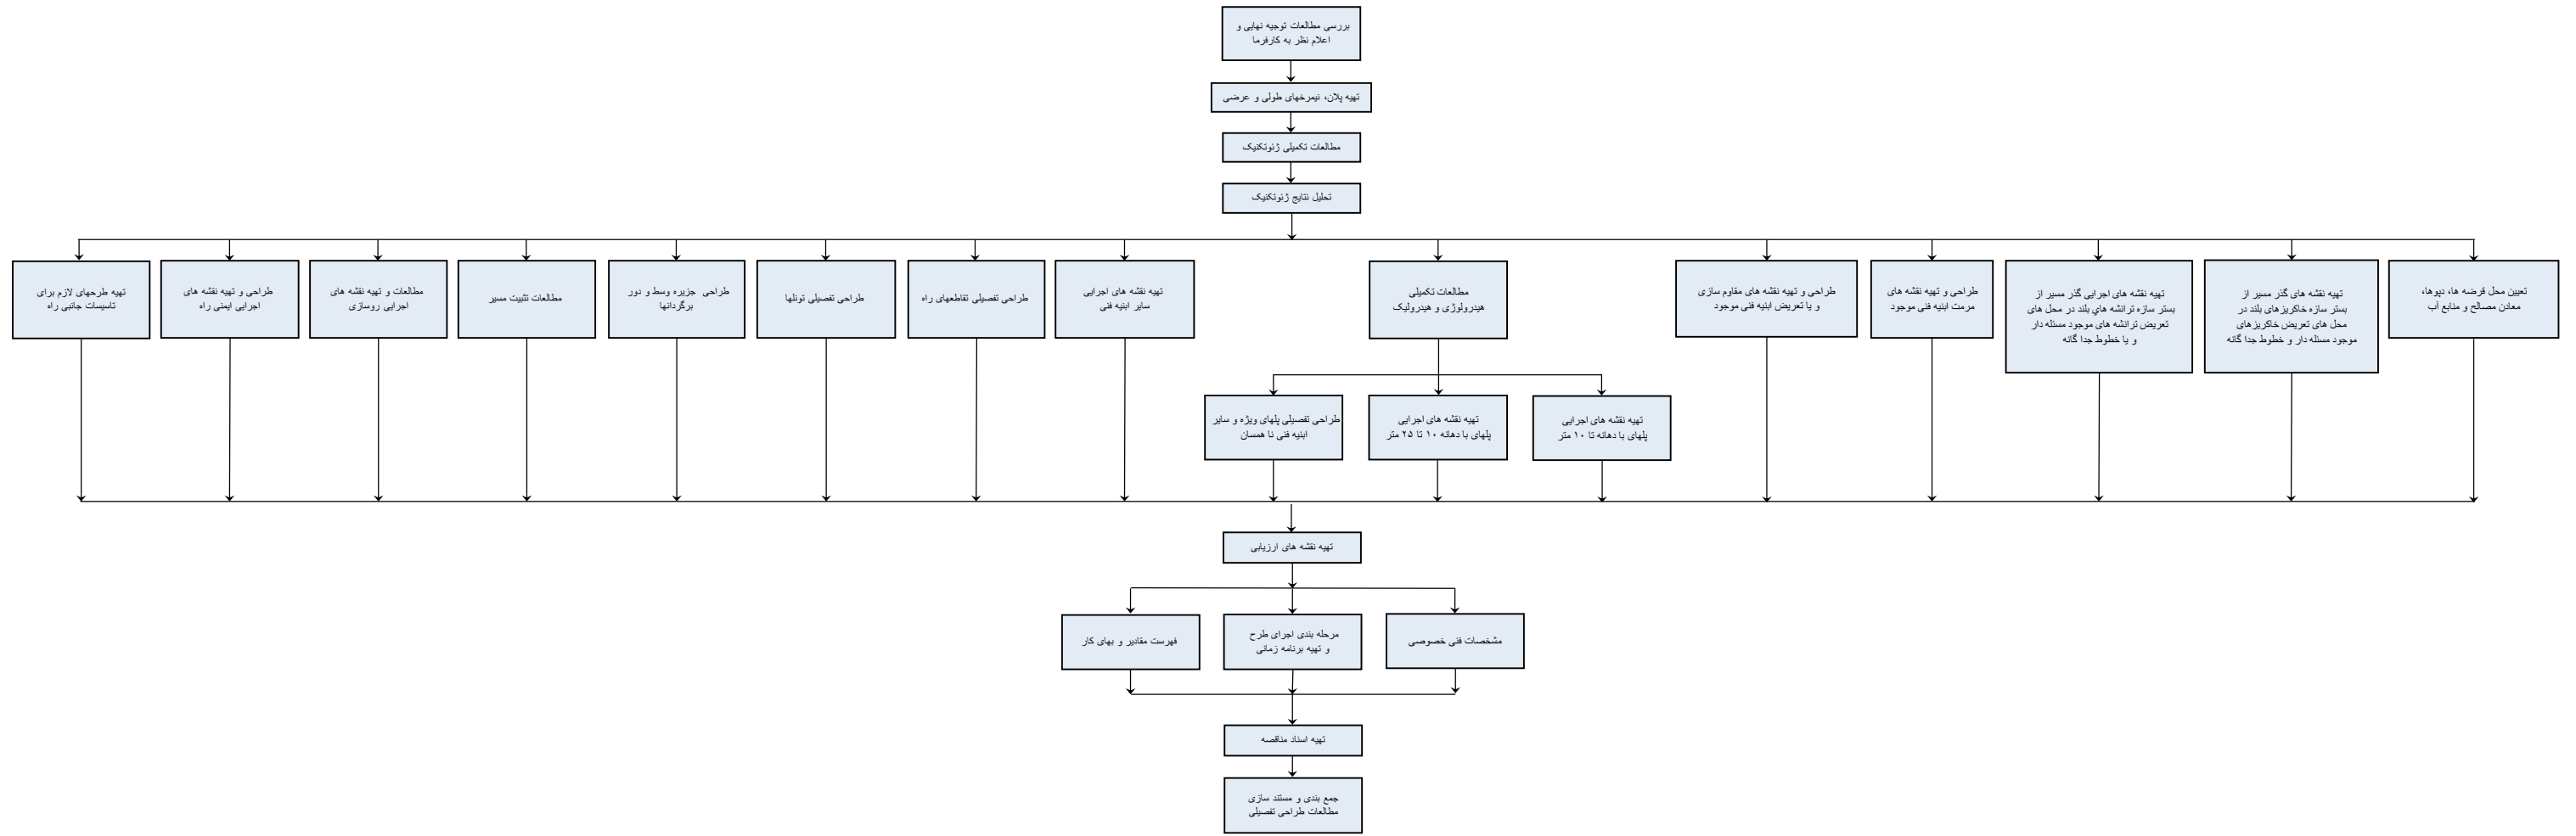 بررسی مطالعات توجیه نهایی و
اعلام نظر به کارفرما
تهیه پلان، نیمرخهای طولی و عرضی
مطالعات تکمیلی ژئوتکنیک
تحلیل نتایج ژئوتکنیک
تعیین محل قرضه ها، دپوها،
معادن مصالح و منابع آب
تهیه نقشه های گذر مسیر از
بستر سازه خاکریزهای بلند در
محل های تعریض خاکریزهای
موجود مسئله دار و خطوط جدا گانه
تهیه نقشه های اجرایی گذر مسیر از
بستر سازه ترانشه هاي بلند در محل های
تعریض ترانشه های موجود مسئله دار
و یا خطوط جدا گانه
طراحی و تهیه نقشه های
مرمت ابنیه فنی موجود
طراحی و تهیه نقشه های مقاوم سازی
و یا تعریض ابنیه فنی موجود
مطالعات تکمیلی
هیدرولوژی و هیدرولیک
تهیه نقشه های اجرایی
سایر ابنیه فنی
طراحی تفصیلی تقاطعهای راه
طراحی تفصیلی تونلها
طراحی جزیره وسط و دور
برگردانها
مطالعات تثبیت مسیر
مطالعات و تهیه نقشه های
اجرایی روسازی
طراحی و تهیه نقشه های
اجرایی ایمنی راه
تهیه طرحهای لازم برای
تاسیسات جانبی راه
تهیه نقشه های اجرایی
پلهای با دهانه تا ۱۰ متر
تهیه نقشه های اجرایی
پلهای با دهانه ۱۰ تا ۲۵ متر
طراحی تفصیلی پلهای ویژه و سایر
ابنیه فنی نا همسان
تهیه نقشه های ارزیابی
مشخصات فنی خصوصی
مرحله بندی اجرای طرح
و تهیه برنامه زمانی
فهرست مقادیر و بهای کار
تهیه اسناد مناقصه
جمع بندی و مستند سازی
مطالعات طراحی تفصیلی